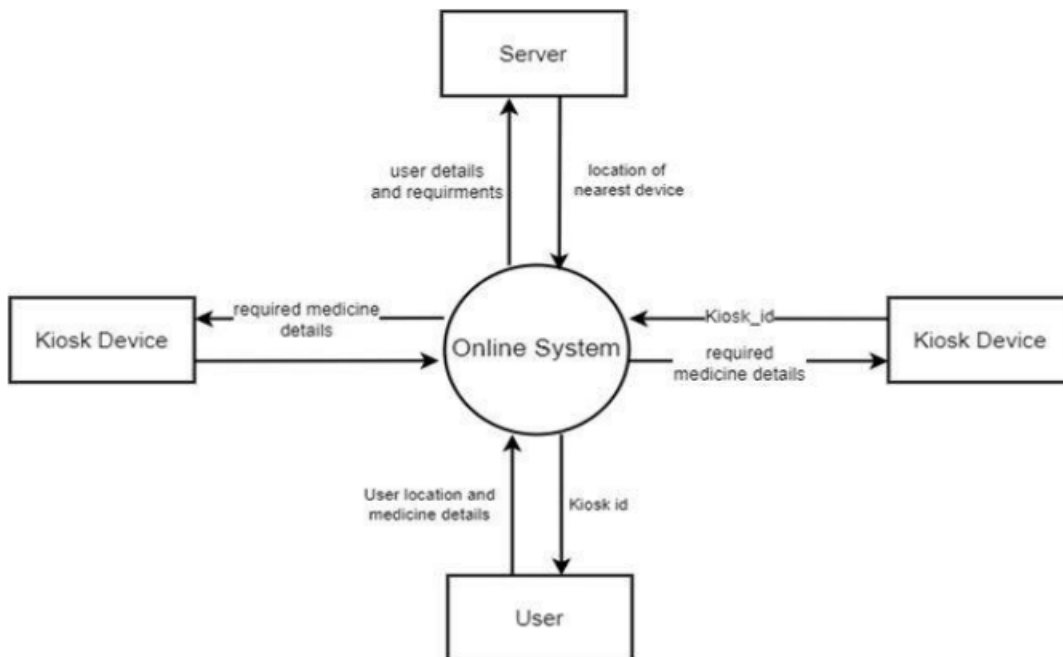 Server
user details
and requirments
location of
nearest device
Kiosk Device
required medicine
details
Online System
Kiosk_id
required
medicine details
Kiosk Device
User location and
medicine details
Kiosk id
User